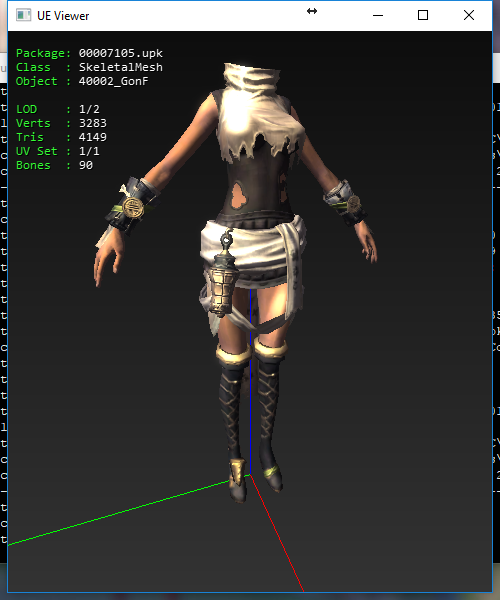 UE Viewer
Package: 00007105.upk
Class  : SkeletalMesh
Object : 40002_GonF
LOD    : 1/2
Verts  : 3283
Tris   : 4149
UV Set : 1/1
Bones  : 90